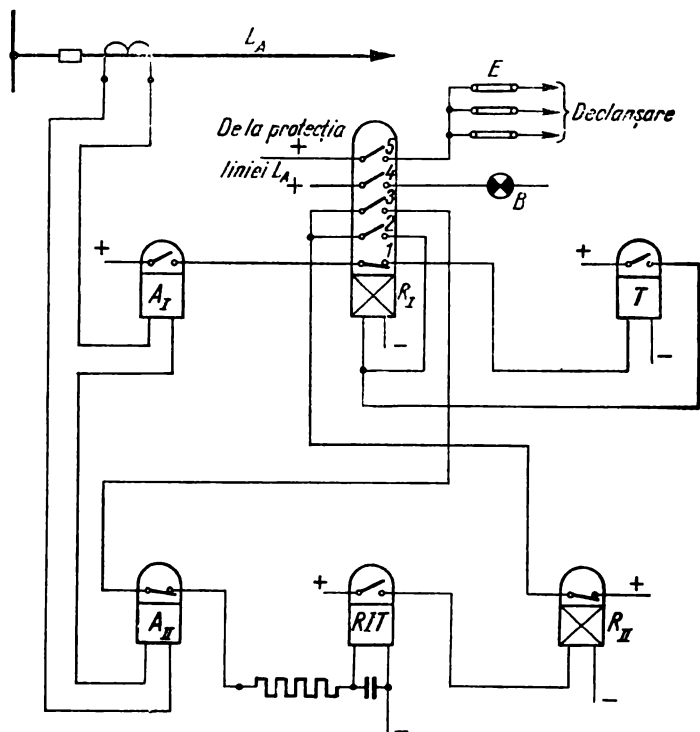 L_A
E
De la protecția
+
liniei L_A
+
Declanșare
5
4
3
2
1
B
+
A_I
R_I
+
T
−
−
A_II
+
RIT
+
R_II
−
−